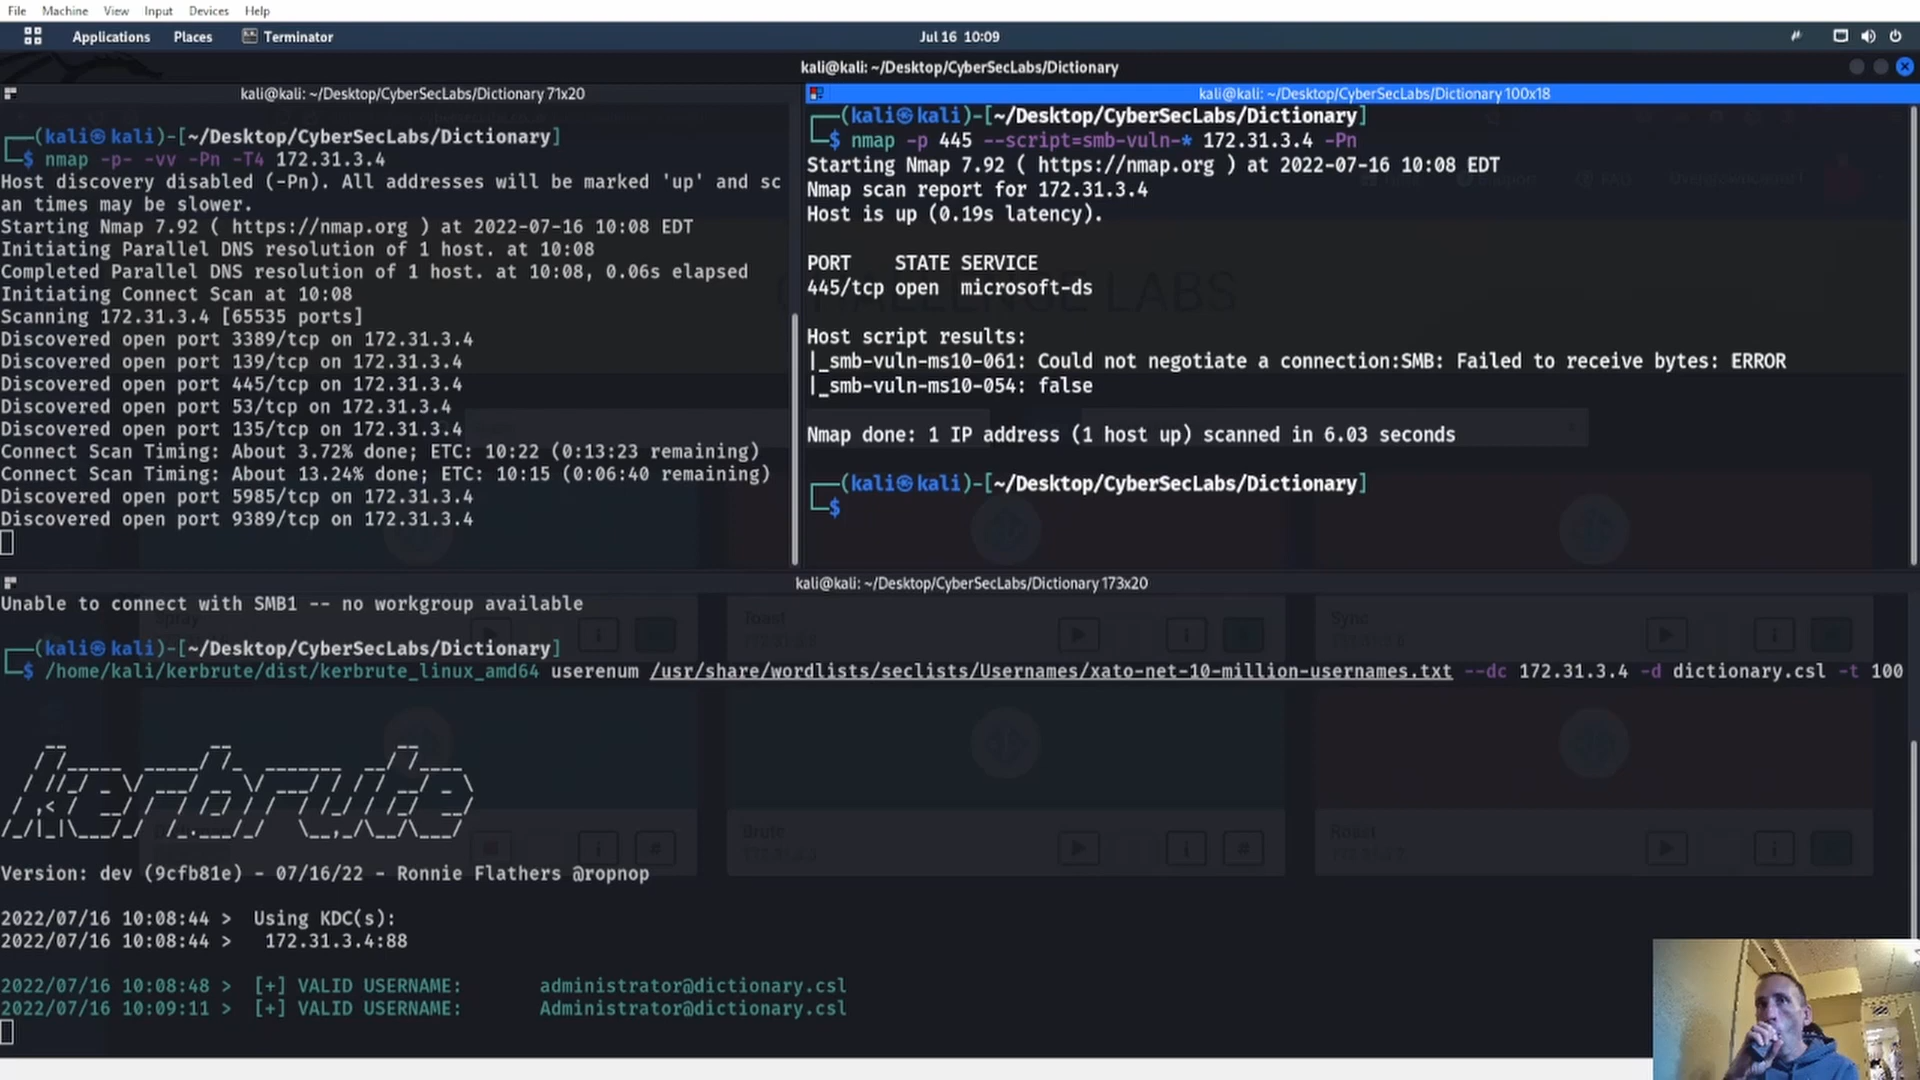 File Machine View Input Devices Help
Applications Places Terminator Jul 16 10:09
kali@kali: ~/Desktop/CyberSecLabs/Dictionary
kali@kali: ~/Desktop/CyberSecLabs/Dictionary 71x20
┌──(kali㉿kali)-[~/Desktop/CyberSecLabs/Dictionary]
└─$ nmap -p- -vv -Pn -T4 172.31.3.4
Host discovery disabled (-Pn). All addresses will be marked 'up' and sc
an times may be slower.
Starting Nmap 7.92 ( https://nmap.org ) at 2022-07-16 10:08 EDT
Initiating Parallel DNS resolution of 1 host. at 10:08
Completed Parallel DNS resolution of 1 host. at 10:08, 0.06s elapsed
Initiating Connect Scan at 10:08
Scanning 172.31.3.4 [65535 ports]
Discovered open port 3389/tcp on 172.31.3.4
Discovered open port 139/tcp on 172.31.3.4
Discovered open port 445/tcp on 172.31.3.4
Discovered open port 53/tcp on 172.31.3.4
Discovered open port 135/tcp on 172.31.3.4
Connect Scan Timing: About 3.72% done; ETC: 10:22 (0:13:23 remaining)
Connect Scan Timing: About 13.24% done; ETC: 10:15 (0:06:40 remaining)
Discovered open port 5985/tcp on 172.31.3.4
Discovered open port 9389/tcp on 172.31.3.4
kali@kali: ~/Desktop/CyberSecLabs/Dictionary 100x18
┌──(kali㉿kali)-[~/Desktop/CyberSecLabs/Dictionary]
└─$ nmap -p 445 --script=smb-vuln-* 172.31.3.4 -Pn
Starting Nmap 7.92 ( https://nmap.org ) at 2022-07-16 10:08 EDT
Nmap scan report for 172.31.3.4
Host is up (0.19s latency).
PORT STATE SERVICE
445/tcp open microsoft-ds
Host script results:
|_smb-vuln-ms10-061: Could not negotiate a connection:SMB: Failed to receive bytes: ERROR
|_smb-vuln-ms10-054: false
Nmap done: 1 IP address (1 host up) scanned in 6.03 seconds
┌──(kali㉿kali)-[~/Desktop/CyberSecLabs/Dictionary]
└─$
kali@kali: ~/Desktop/CyberSecLabs/Dictionary 173x20
Unable to connect with SMB1 -- no workgroup available
┌──(kali㉿kali)-[~/Desktop/CyberSecLabs/Dictionary]
└─$ /home/kali/kerbrute/dist/kerbrute_linux_amd64 userenum /usr/share/wordlists/seclists/Usernames/xato-net-10-million-usernames.txt --dc 172.31.3.4 -d dictionary.csl -t 100
kerbrute
Version: dev (9cfb81e) - 07/16/22 - Ronnie Flathers @ropnop
2022/07/16 10:08:44 > Using KDC(s):
2022/07/16 10:08:44 > 172.31.3.4:88
2022/07/16 10:08:48 > [+] VALID USERNAME: administrator@dictionary.csl
2022/07/16 10:09:11 > [+] VALID USERNAME: Administrator@dictionary.csl
LABS
Spray
Toast
Sync
Brute
Roast